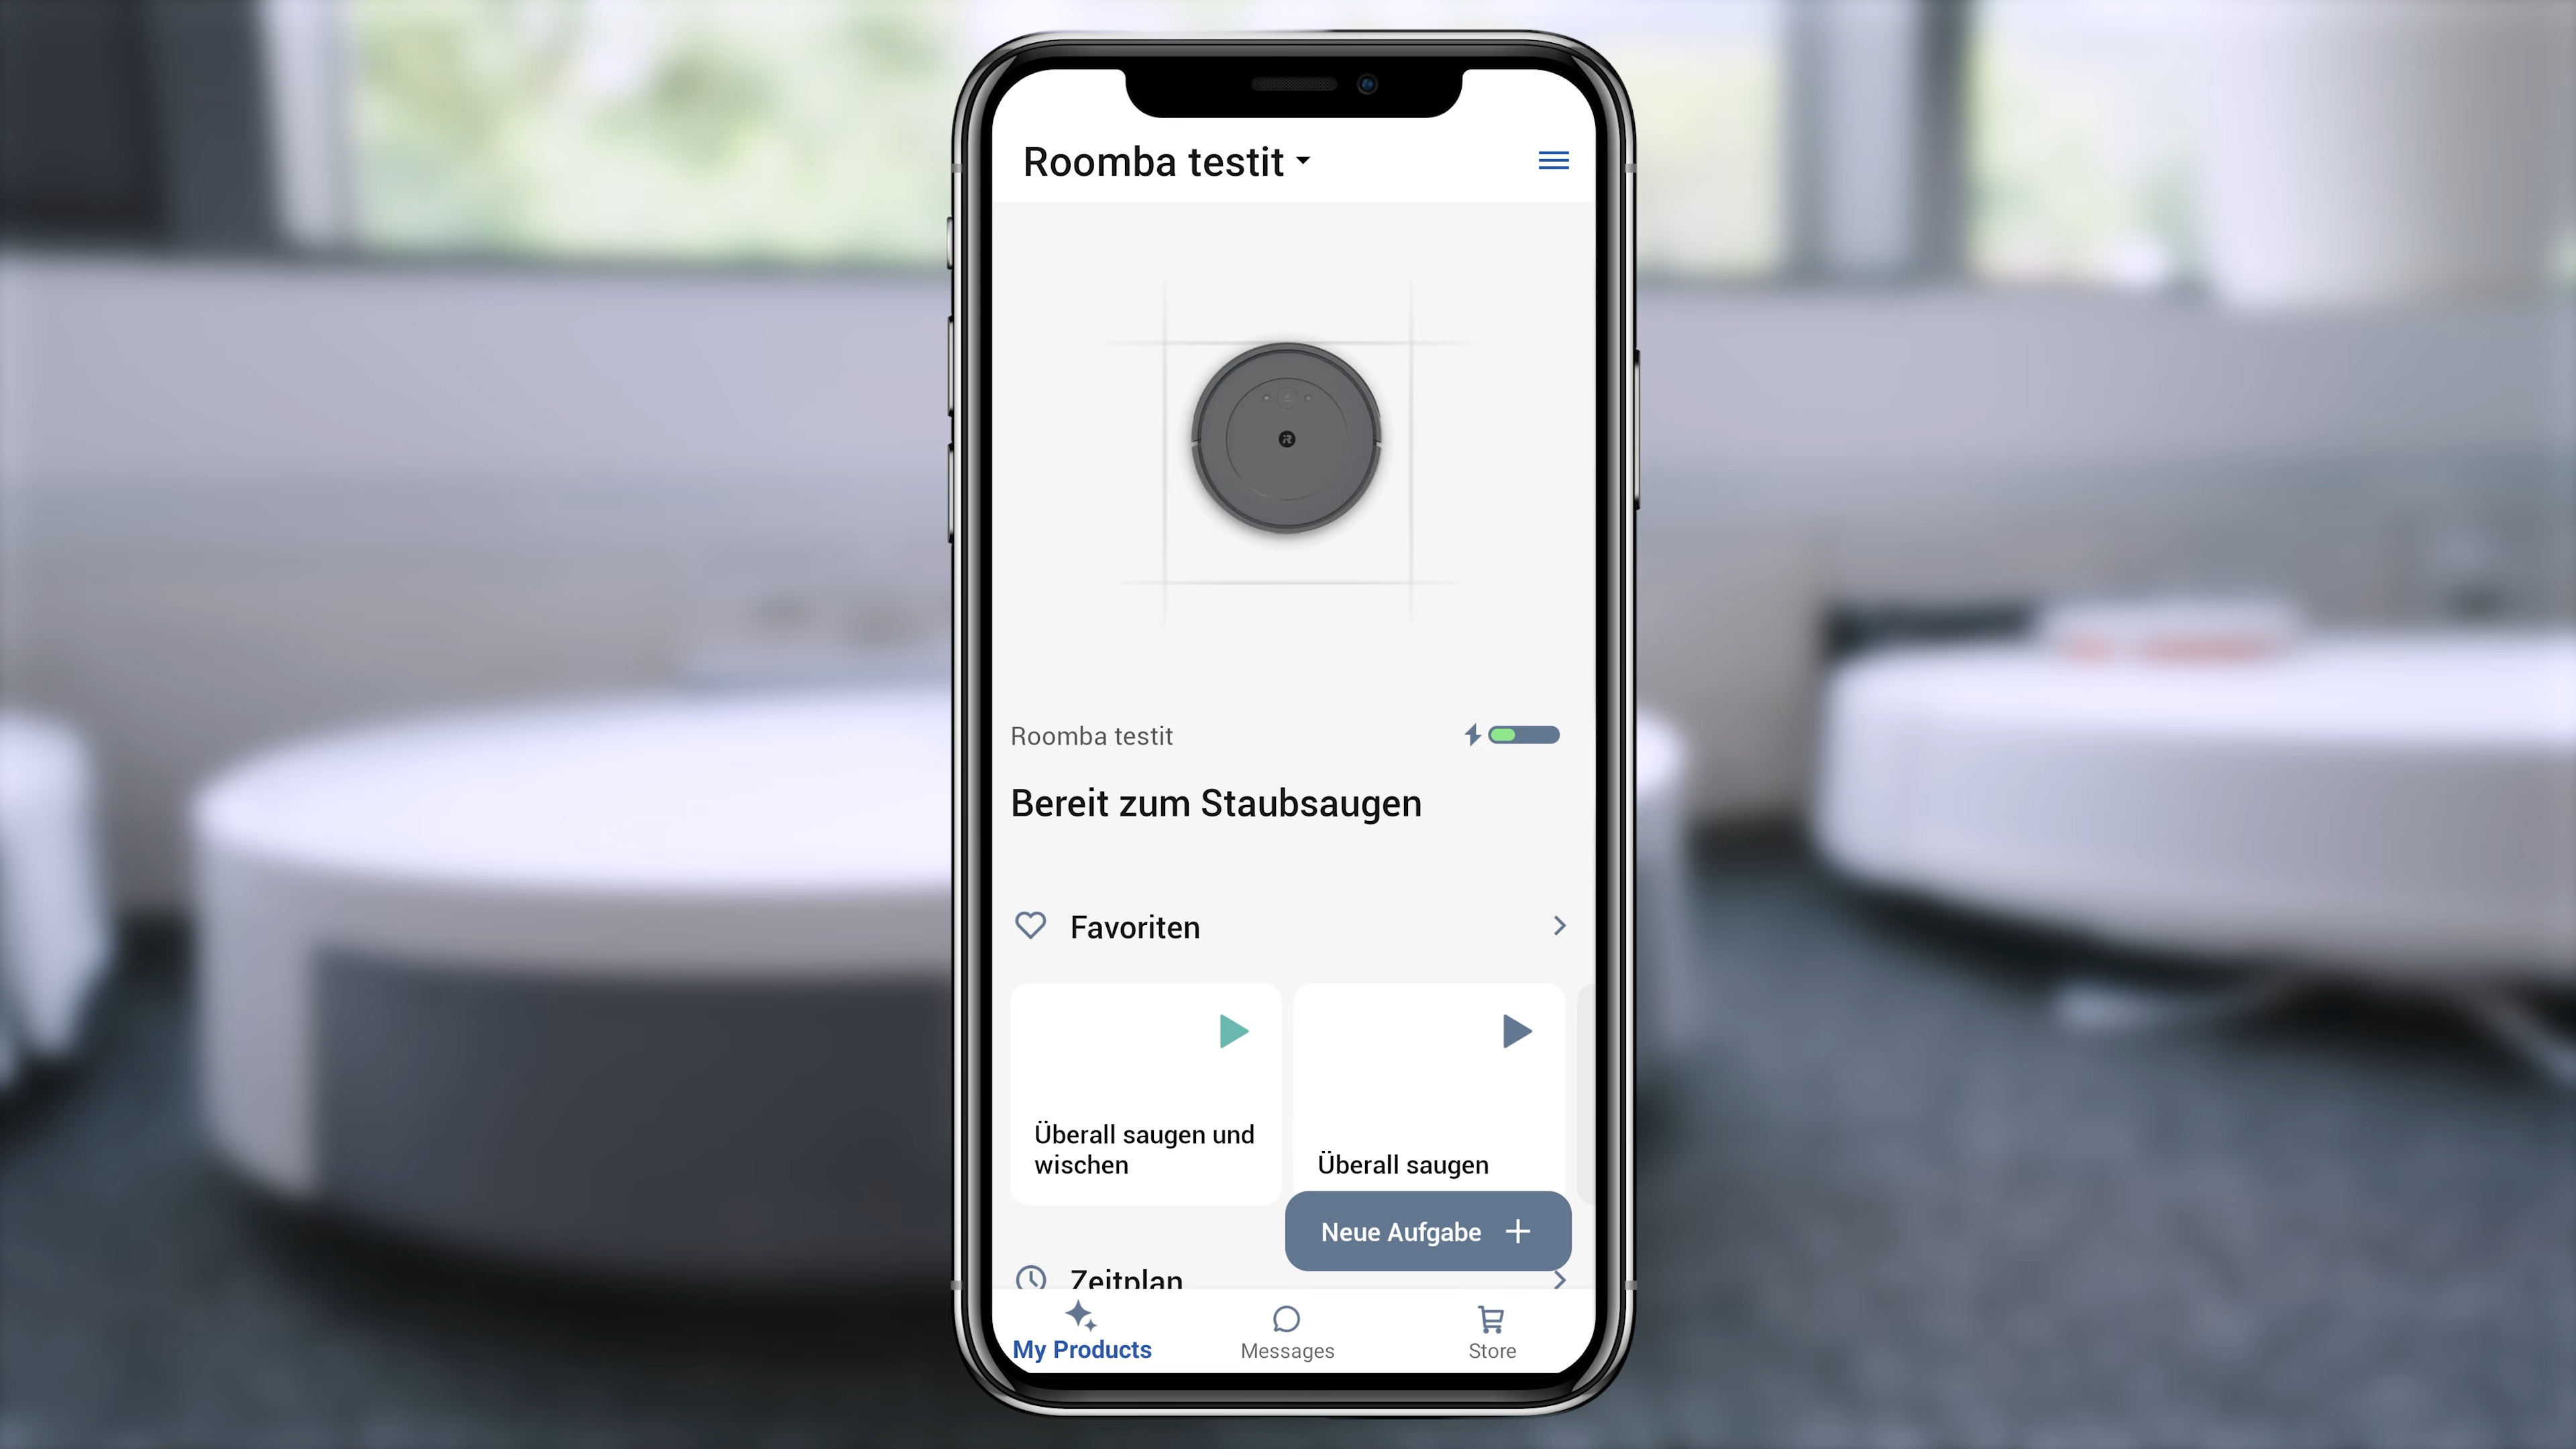 Roomba testit
Roomba testit
Bereit zum Staubsaugen
Favoriten
Überall saugen und
wischen
Überall saugen
Neue Aufgabe
Zeitplan
My Products
Messages
Store